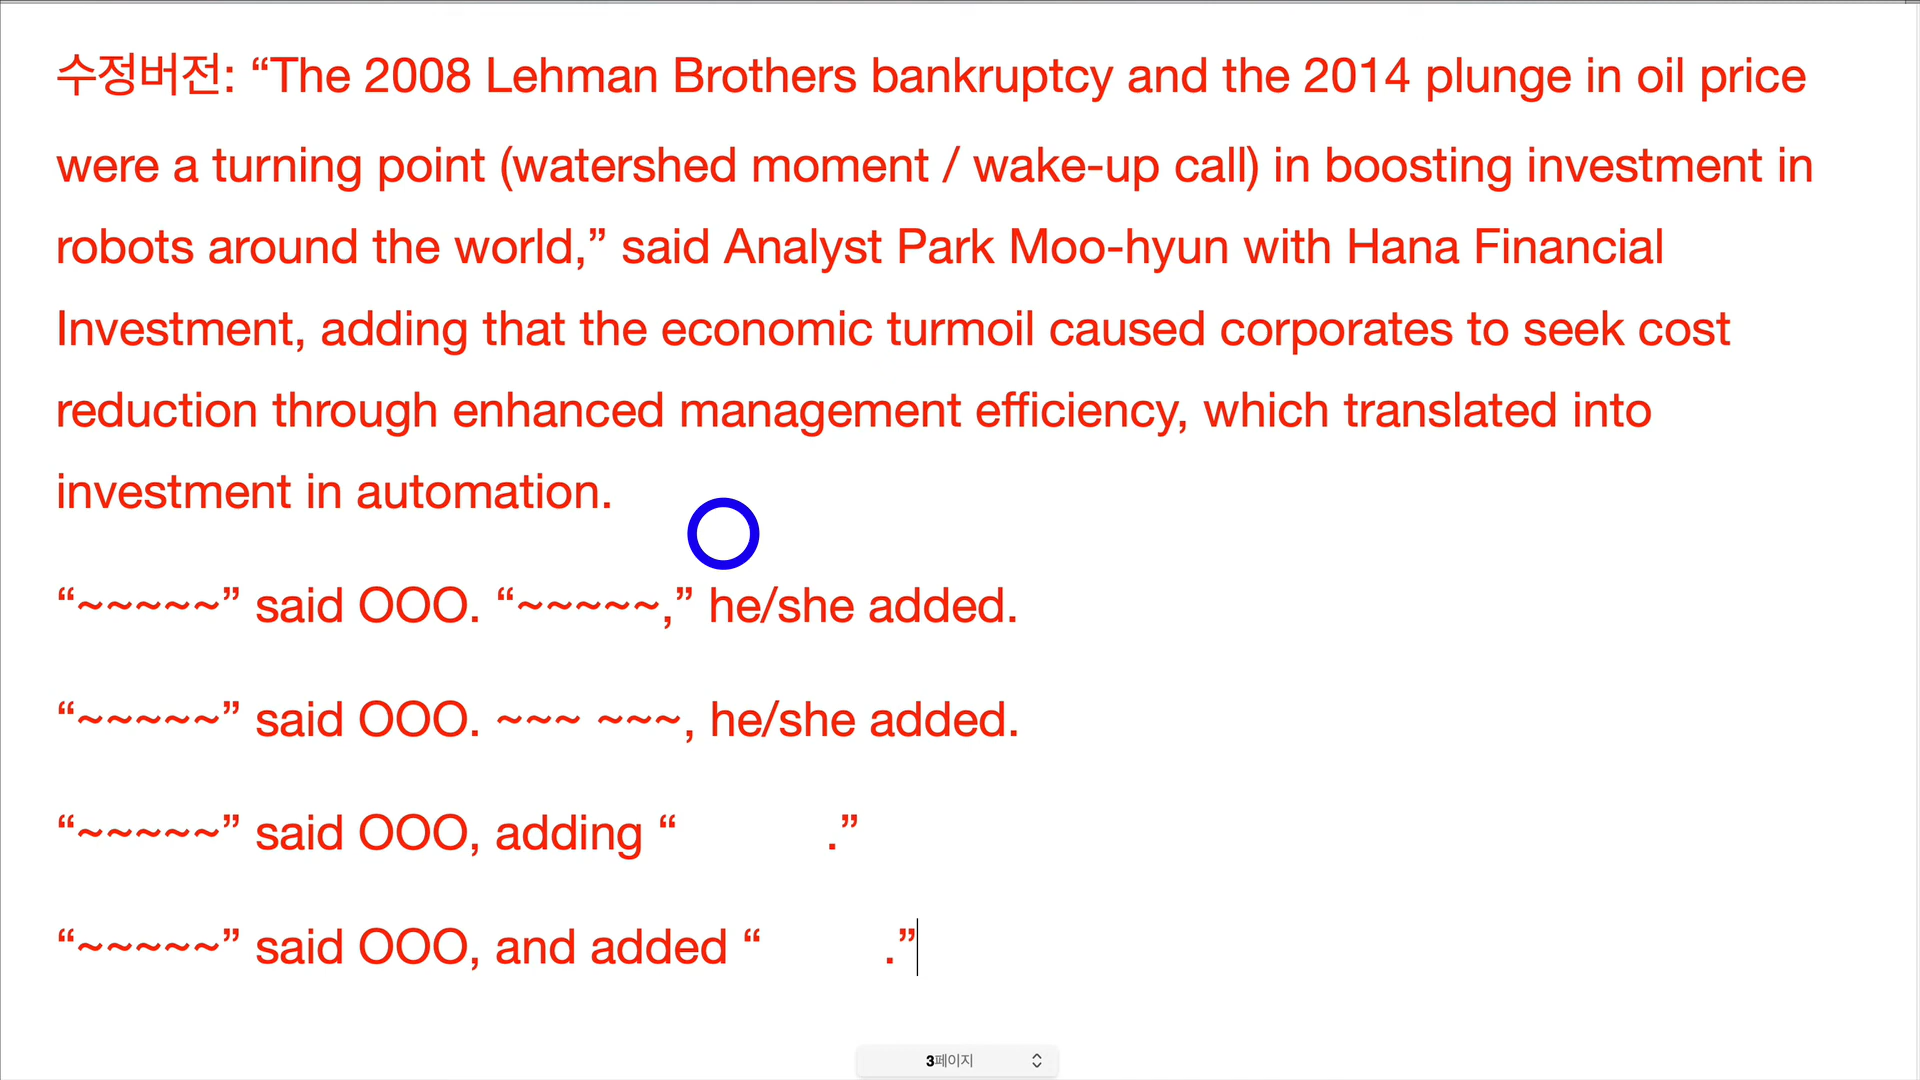 수정버전: “The 2008 Lehman Brothers bankruptcy and the 2014 plunge in oil price
were a turning point (watershed moment / wake-up call) in boosting investment in
robots around the world,” said Analyst Park Moo-hyun with Hana Financial
Investment, adding that the economic turmoil caused corporates to seek cost
reduction through enhanced management efficiency, which translated into
investment in automation.
“~~~~~” said OOO. “~~~~~,” he/she added.
“~~~~~” said OOO. ~~~ ~~~, he/she added.
“~~~~~” said OOO, adding “ .”
“~~~~~” said OOO, and added “ .”
3페이지